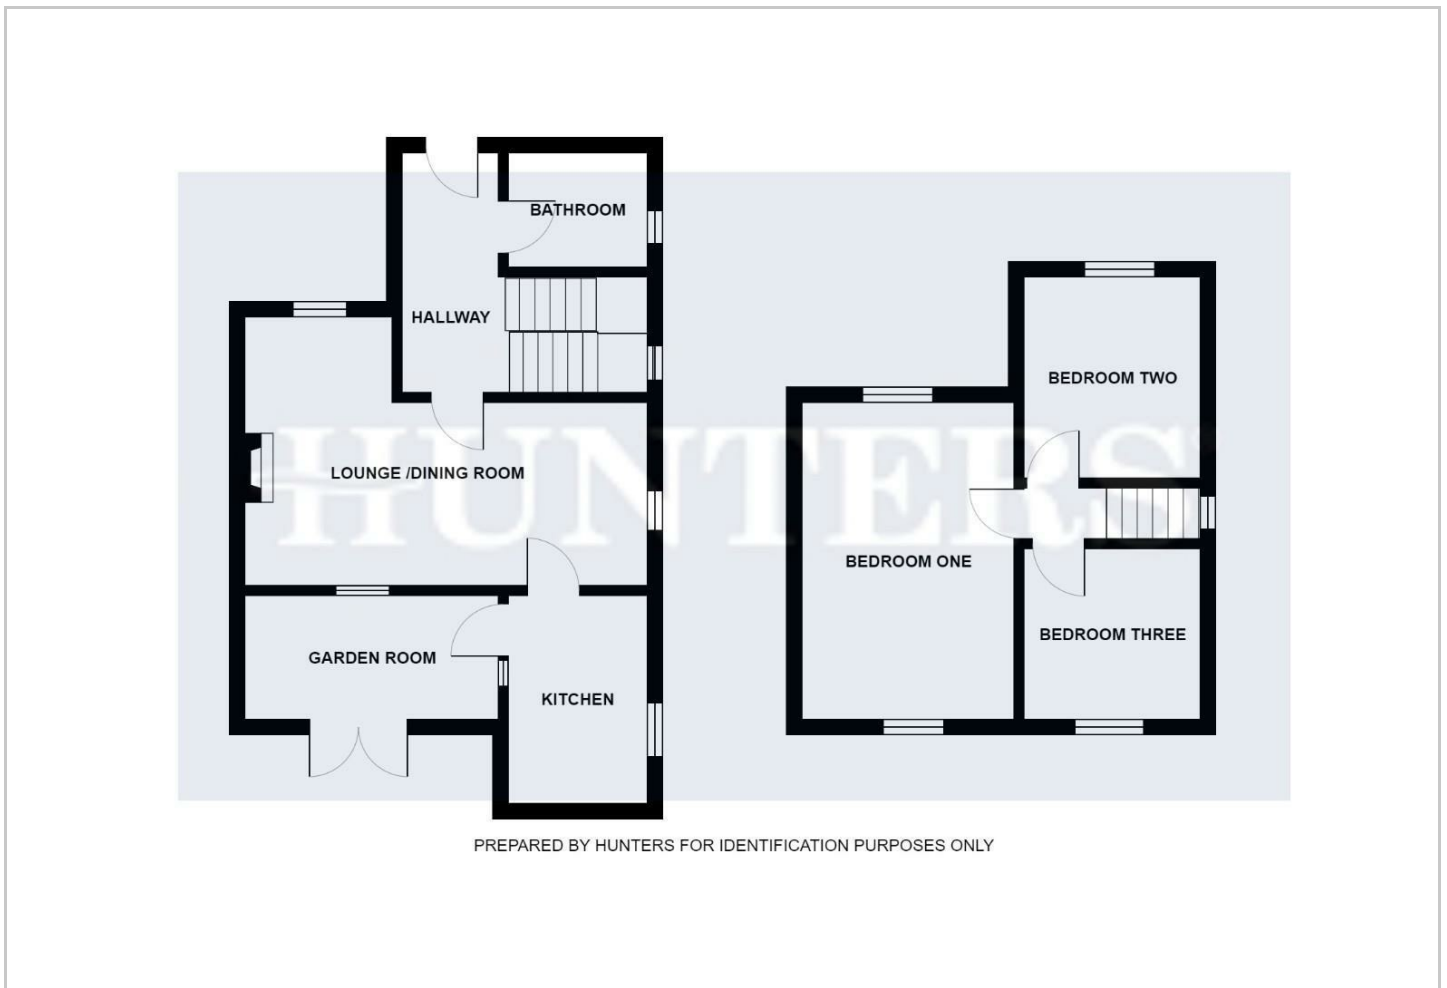 BATHROOM
HALLWAY
LOUNGE /DINING ROOM
GARDEN ROOM
KITCHEN
BEDROOM TWO
BEDROOM ONE
BEDROOM THREE
HUNTERS®
PREPARED BY HUNTERS FOR IDENTIFICATION PURPOSES ONLY